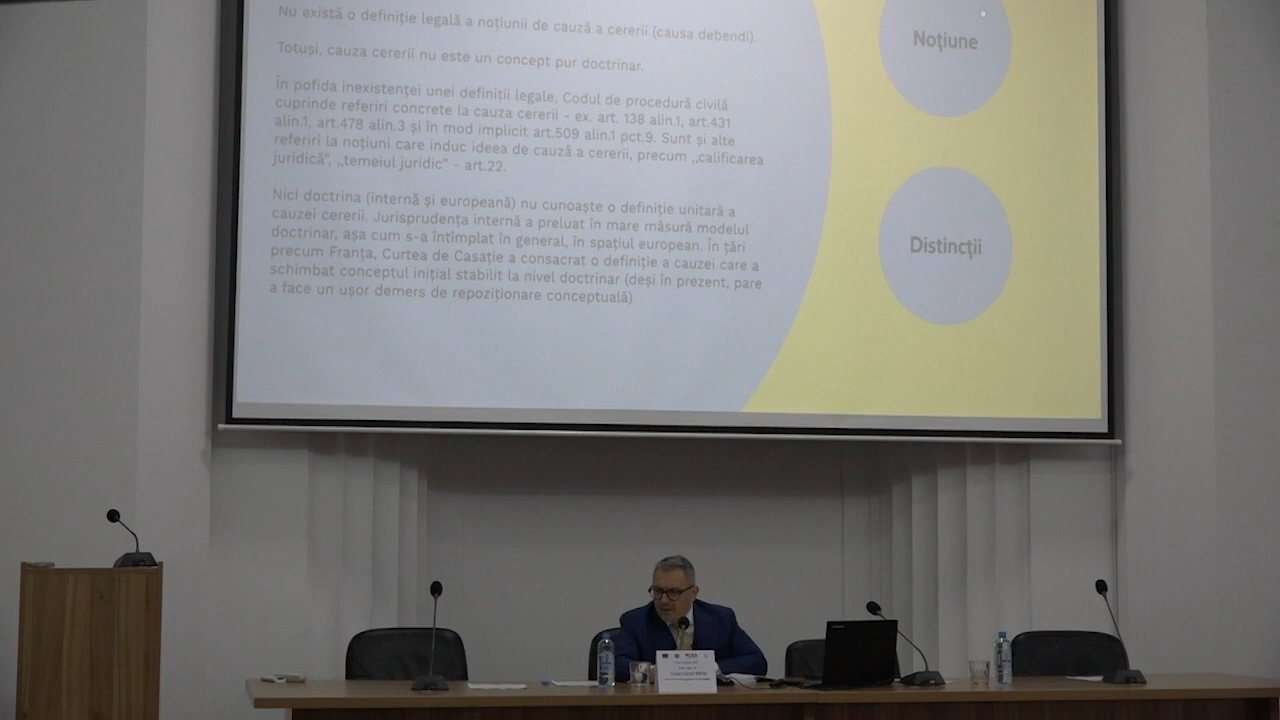 Nu există o definiție legală a noțiunii de cauză a cererii (causa debendi).
Totuși, cauza cererii nu este un concept pur doctrinar.
În pofida inexistenței unei definiții legale, Codul de procedură civilă
cuprinde referiri concrete la cauza cererii - ex. art. 138 alin.1, art.431
alin.1, art.478 alin.3 și în mod implicit art.509 alin.1 pct.9. Sunt și alte
referiri la noțiuni care induc ideea de cauză a cererii, precum ,,calificarea
juridică”, ,,temeiul juridic” - art.22.
Nici doctrina (internă și europeană) nu cunoaște o definiție unitară a
cauzei cererii. Jurisprudența internă a preluat în mare măsură modelul
doctrinar, așa cum s-a întîmplat în general, în spațiul european. În țări
precum Franța, Curtea de Casație a consacrat o definiție a cauzei care a
schimbat conceptul inițial stabilit la nivel doctrinar (deși în prezent, pare
a face un ușor demers de repoziționare conceptuală)
Noțiune
Distincții